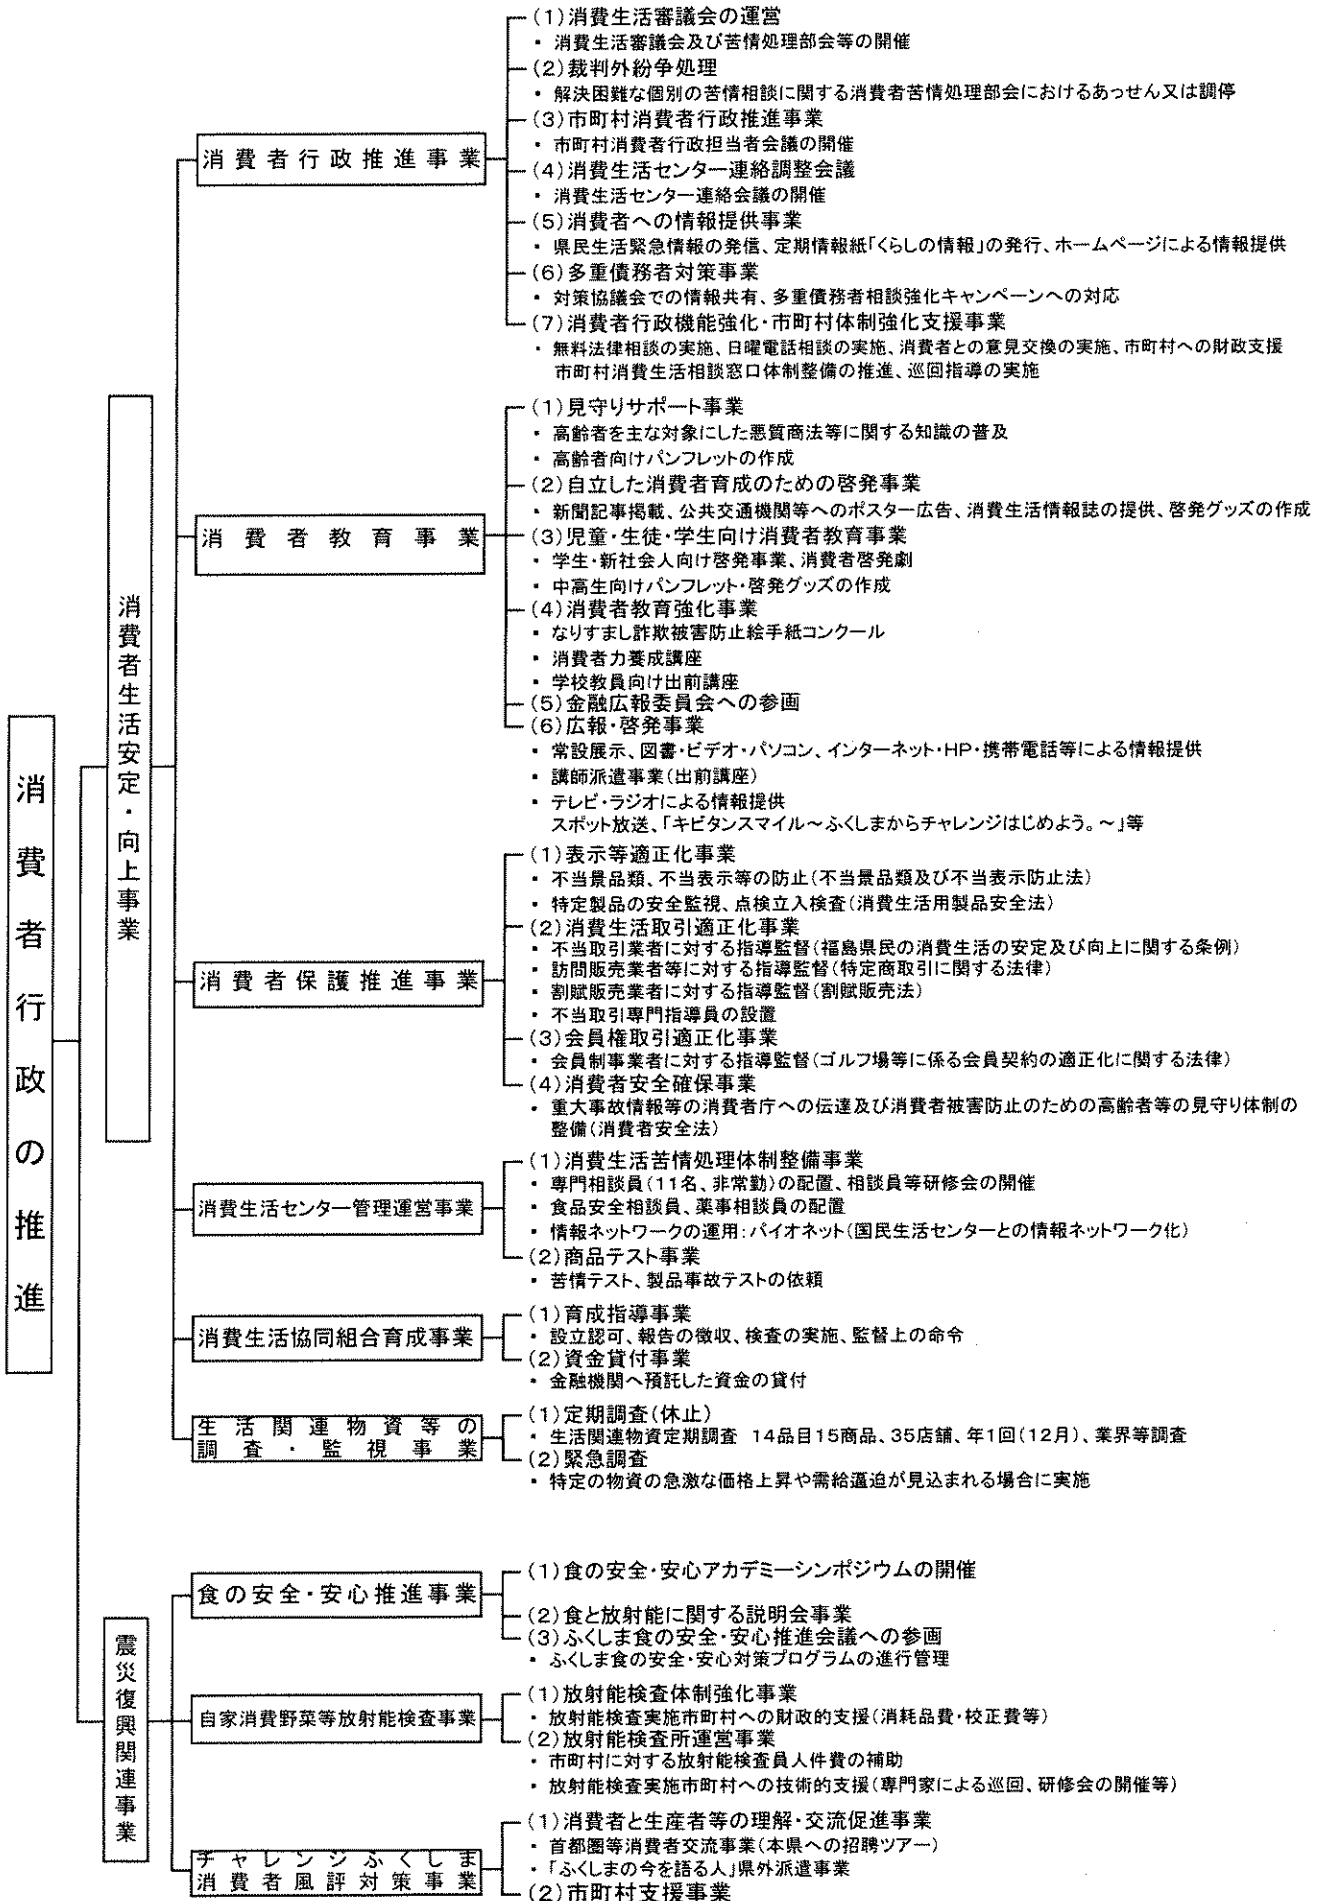 消費者行政の推進
消費者生活安定・向上事業
消費者行政推進事業
(1)消費生活審議会の運営
・ 消費生活審議会及び苦情処理部会等の開催
(2)裁判外紛争処理
・ 解決困難な個別の苦情相談に関する消費者苦情処理部会におけるあっせん又は調停
(3)市町村消費者行政推進事業
・ 市町村消費者行政担当者会議の開催
(4)消費生活センター連絡調整会議
・ 消費生活センター連絡会議の開催
(5)消費者への情報提供事業
・ 県民生活緊急情報の発信、定期情報紙「くらしの情報」の発行、ホームページによる情報提供
(6)多重債務者対策事業
・ 対策協議会での情報共有、多重債務者相談強化キャンペーンへの対応
(7)消費者行政機能強化・市町村体制強化支援事業
・ 無料法律相談の実施、日曜電話相談の実施、消費者との意見交換の実施、市町村への財政支援
市町村消費生活相談窓口体制整備の推進、巡回指導の実施
消費者教育事業
(1)見守りサポート事業
・ 高齢者を主な対象にした悪質商法等に関する知識の普及
・ 高齢者向けパンフレットの作成
(2)自立した消費者育成のための啓発事業
・ 新聞記事掲載、公共交通機関等へのポスター広告、消費生活情報誌の提供、啓発グッズの作成
(3)児童・生徒・学生向け消費者教育事業
・ 学生・新社会人向け啓発事業、消費者啓発劇
・ 中高生向けパンフレット・啓発グッズの作成
(4)消費者教育強化事業
・ なりすまし詐欺被害防止絵手紙コンクール
・ 消費者力養成講座
・ 学校教員向け出前講座
(5)金融広報委員会への参画
(6)広報・啓発事業
・ 常設展示、図書・ビデオ・パソコン、インターネット・HP・携帯電話等による情報提供
・ 講師派遣事業(出前講座)
・ テレビ・ラジオによる情報提供
スポット放送、「キビタンスマイル～ふくしまからチャレンジはじめよう。～」等
消費者保護推進事業
(1)表示等適正化事業
・ 不当景品類、不当表示等の防止(不当景品類及び不当表示防止法)
・ 特定製品の安全監視、点検立入検査(消費生活用製品安全法)
(2)消費生活取引適正化事業
・ 不当取引業者に対する指導監督(福島県民の消費生活の安定及び向上に関する条例)
・ 訪問販売業者等に対する指導監督(特定商取引に関する法律)
・ 割賦販売業者に対する指導監督(割賦販売法)
・ 不当取引専門指導員の設置
(3)会員権取引適正化事業
・ 会員制事業者に対する指導監督(ゴルフ場等に係る会員契約の適正化に関する法律)
(4)消費者安全確保事業
・ 重大事故情報等の消費者庁への伝達及び消費者被害防止のための高齢者等の見守り体制の
整備(消費者安全法)
消費生活センター管理運営事業
(1)消費生活苦情処理体制整備事業
・ 専門相談員(11名、非常勤)の配置、相談員等研修会の開催
・ 食品安全相談員、薬事相談員の配置
・ 情報ネットワークの運用:パイオネット(国民生活センターとの情報ネットワーク化)
(2)商品テスト事業
・ 苦情テスト、製品事故テストの依頼
消費生活協同組合育成事業
(1)育成指導事業
・ 設立認可、報告の徴収、検査の実施、監督上の命令
(2)資金貸付事業
・ 金融機関へ預託した資金の貸付
生活関連物資等の
調査・監視事業
(1)定期調査(休止)
・ 生活関連物資定期調査 14品目15商品、35店舗、年1回(12月)、業界等調査
(2)緊急調査
・ 特定の物資の急激な価格上昇や需給逼迫が見込まれる場合に実施
震災復興関連事業
食の安全・安心推進事業
(1)食の安全・安心アカデミーシンポジウムの開催
(2)食と放射能に関する説明会事業
(3)ふくしま食の安全・安心推進会議への参画
・ ふくしま食の安全・安心対策プログラムの進行管理
自家消費野菜等放射能検査事業
(1)放射能検査体制強化事業
・ 放射能検査実施市町村への財政的支援(消耗品費・校正費等)
(2)放射能検査所運営事業
・ 市町村に対する放射能検査員人件費の補助
・ 放射能検査実施市町村への技術的支援(専門家による巡回、研修会の開催等)
チャレンジふくしま
消費者風評対策事業
(1)消費者と生産者等の理解・交流促進事業
・ 首都圏等消費者交流事業(本県への招聘ツアー)
・ 「ふくしまの今を語る人」県外派遣事業
(2)市町村支援事業